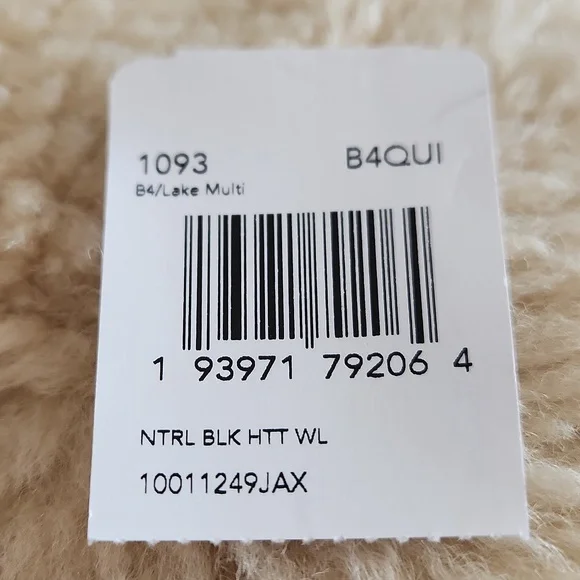 1093 B4QUI
B4/Lake Multi
1 93971 79206 4
NTRL BLK HTT WL
10011249JAX